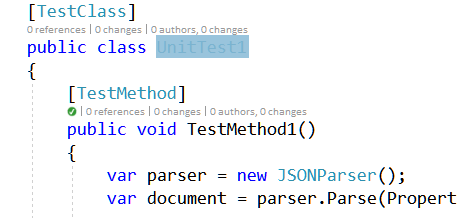 [TestClass]
0 references | 0 changes | 0 authors, 0 changes
public class UnitTest1
{
[TestMethod]
| 0 references | 0 changes | 0 authors, 0 changes
public void TestMethod1()
{
var parser = new JSONParser();
var document = parser.Parse(Propert